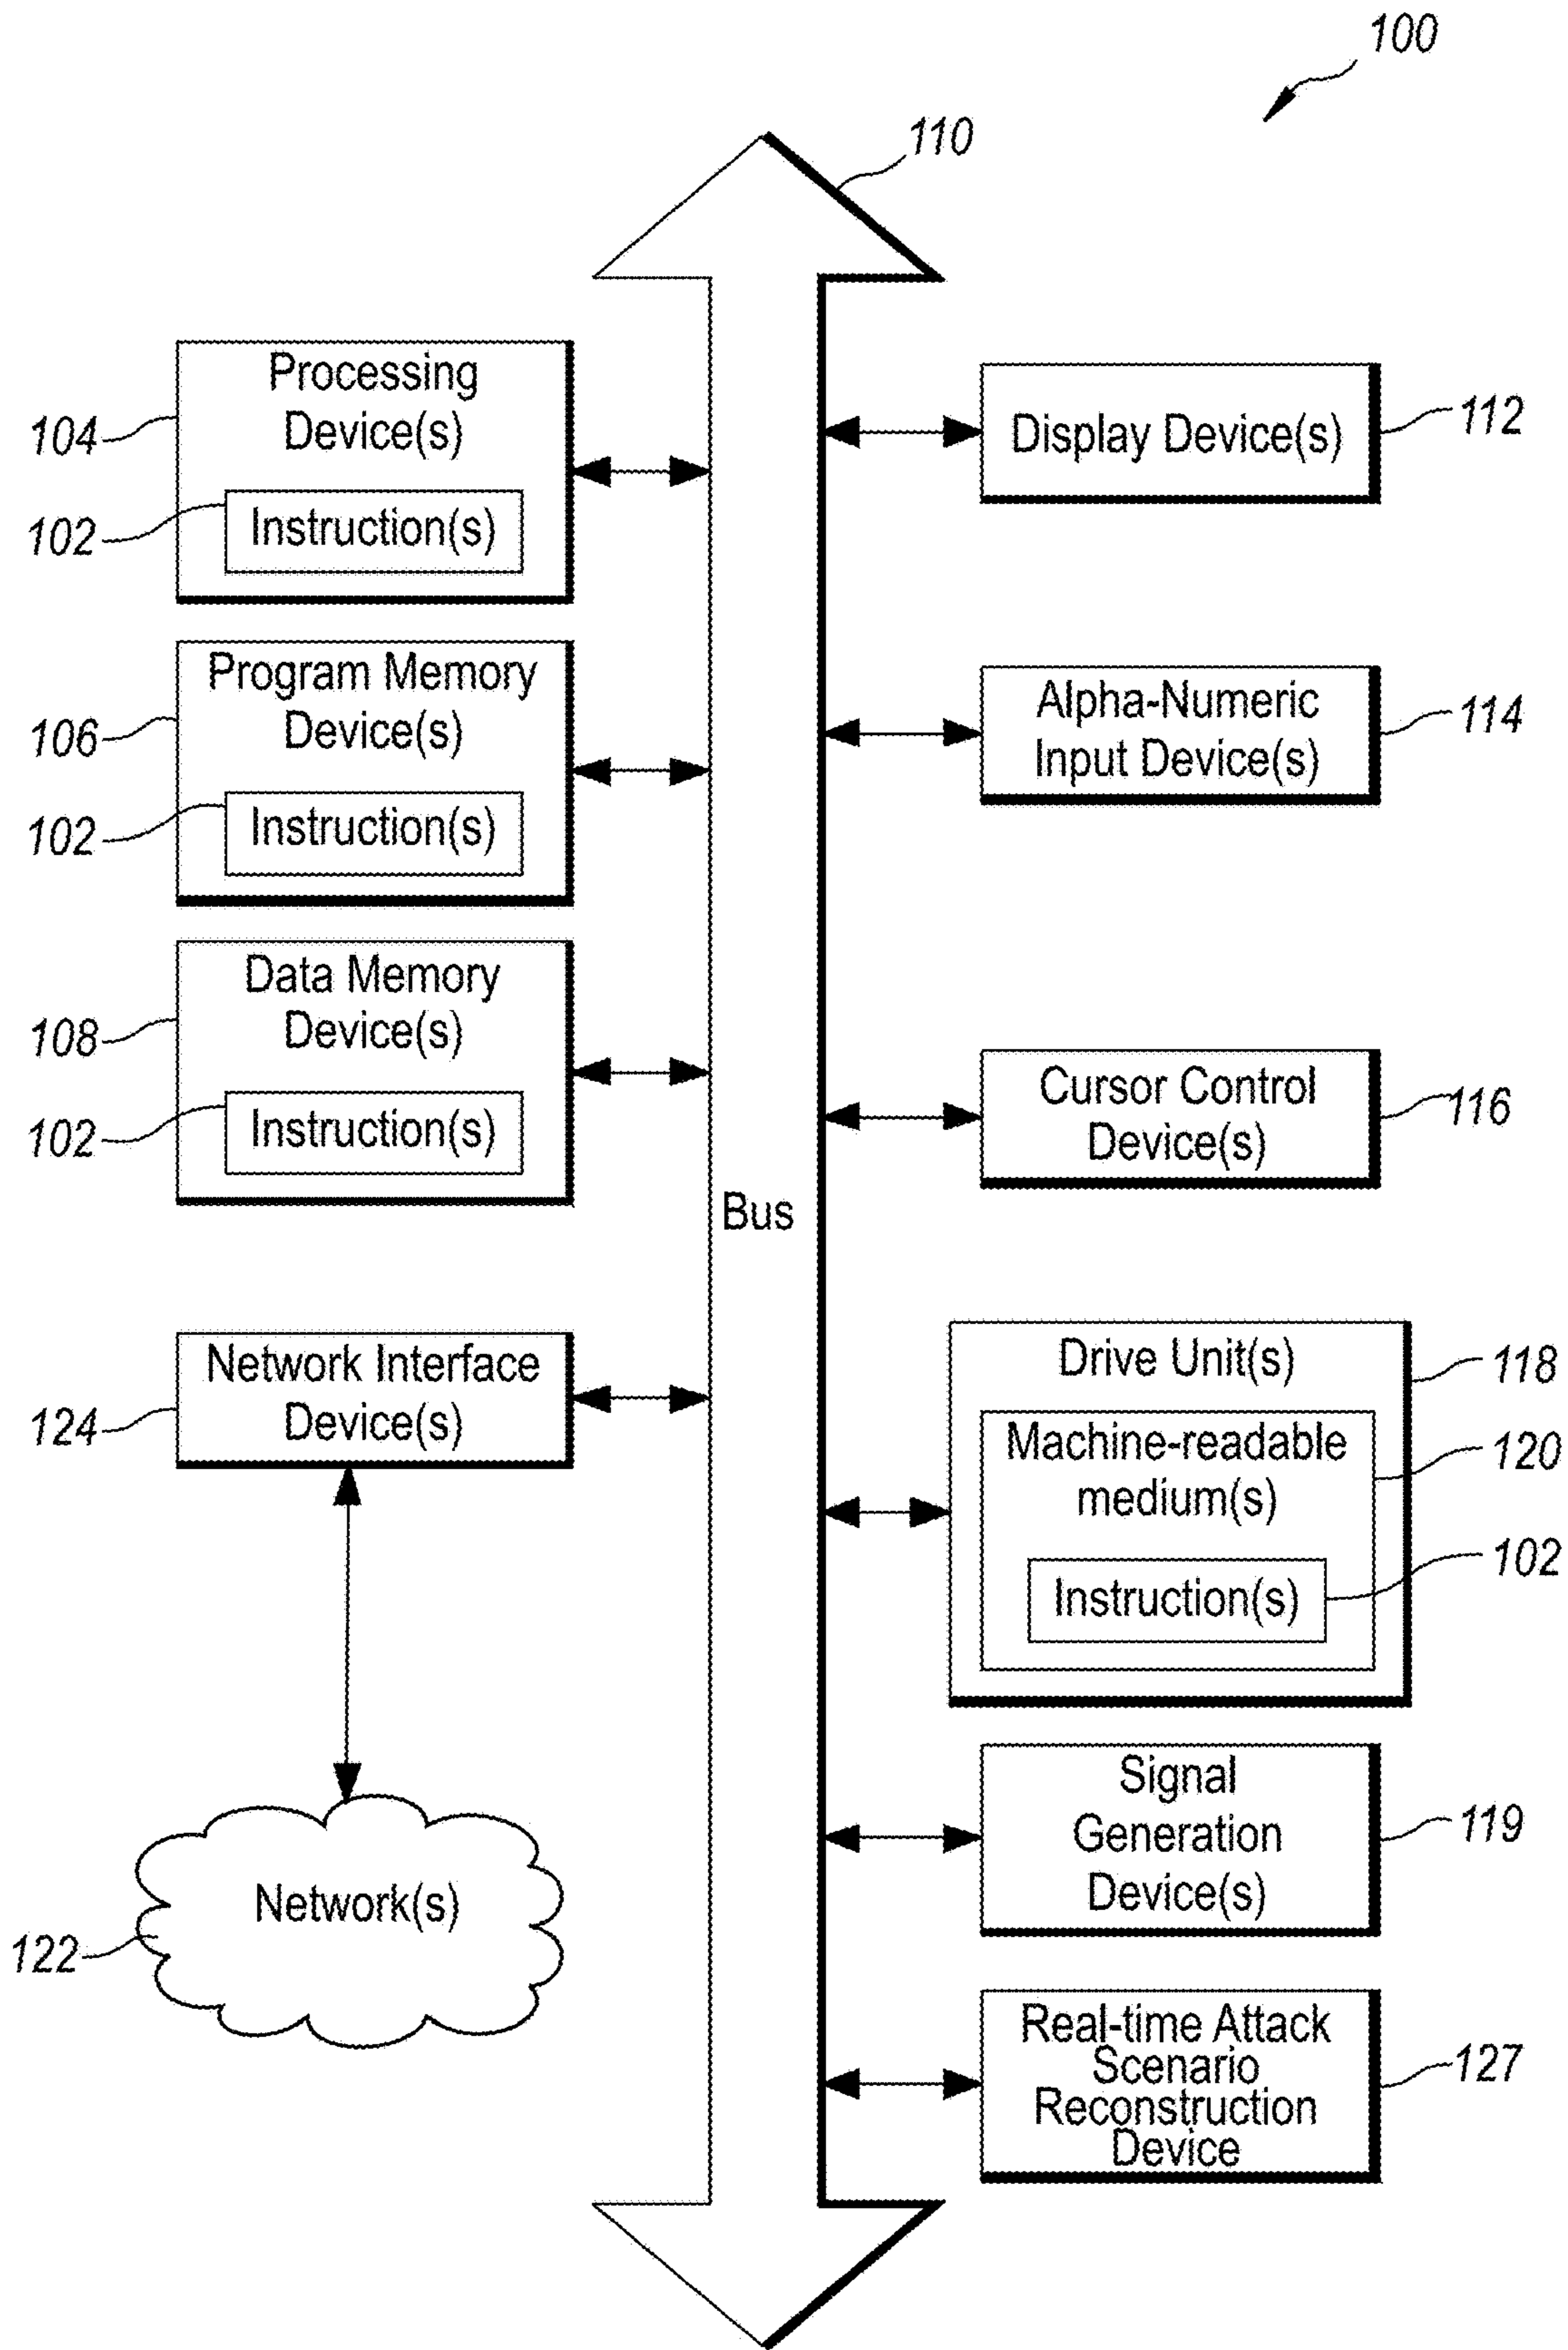 100
110
Processing
Device(s)
104
Instruction(s)
102
Program Memory
Device(s)
106
Instruction(s)
102
Data Memory
Device(s)
108
Instruction(s)
102
Network Interface
Device(s)
124
Network(s)
122
Bus
Display Device(s)
112
Alpha-Numeric
Input Device(s)
114
Cursor Control
Device(s)
116
Drive Unit(s)
118
Machine-readable
medium(s)
120
Instruction(s)
102
Signal
Generation
Device(s)
119
Real-time Attack
Scenario
Reconstruction
Device
127